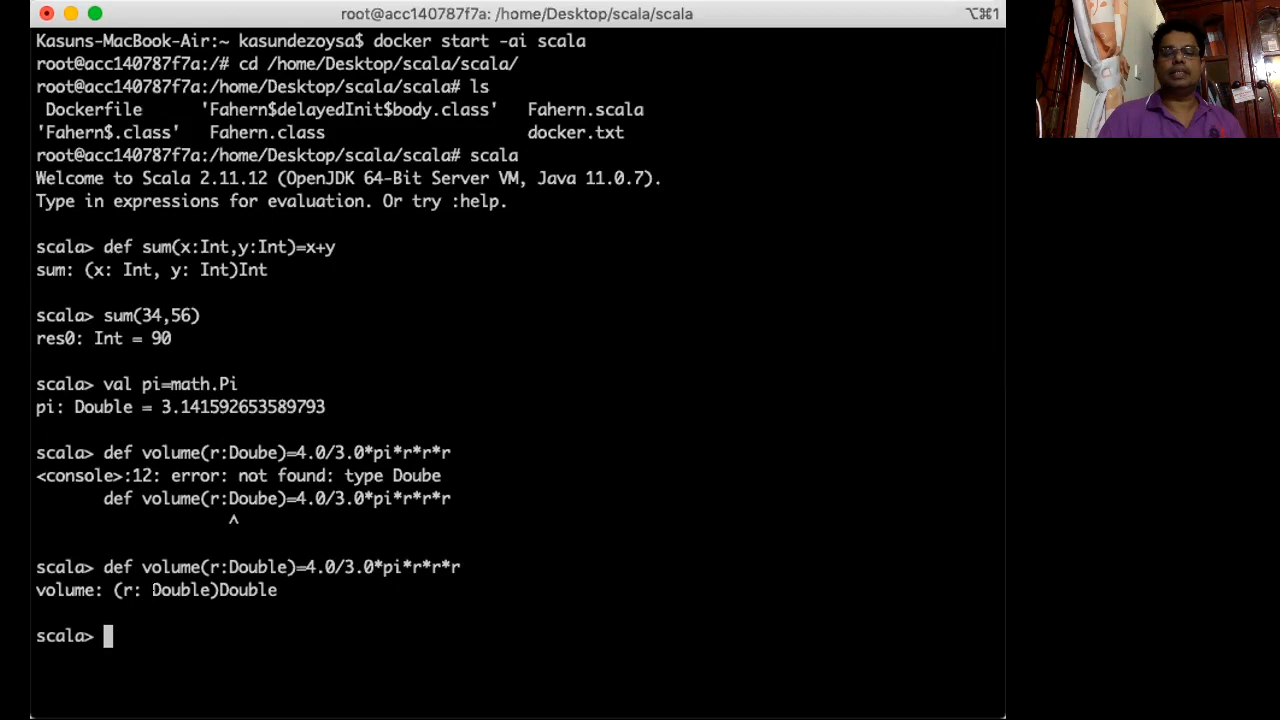 root@acc140787f7a: /home/Desktop/scala/scala
⌥⌘1
Kasuns-MacBook-Air:~ kasundezoysa$ docker start -ai scala
root@acc140787f7a:/# cd /home/Desktop/scala/scala/
root@acc140787f7a:/home/Desktop/scala/scala# ls
 Dockerfile      'Fahern$delayedInit$body.class'   Fahern.scala
'Fahern$.class'   Fahern.class                     docker.txt
root@acc140787f7a:/home/Desktop/scala/scala# scala
Welcome to Scala 2.11.12 (OpenJDK 64-Bit Server VM, Java 11.0.7).
Type in expressions for evaluation. Or try :help.
scala> def sum(x:Int,y:Int)=x+y
sum: (x: Int, y: Int)Int
scala> sum(34,56)
res0: Int = 90
scala> val pi=math.Pi
pi: Double = 3.141592653589793
scala> def volume(r:Doube)=4.0/3.0*pi*r*r*r
<console>:12: error: not found: type Doube
       def volume(r:Doube)=4.0/3.0*pi*r*r*r
                    ^
scala> def volume(r:Double)=4.0/3.0*pi*r*r*r
volume: (r: Double)Double
scala>